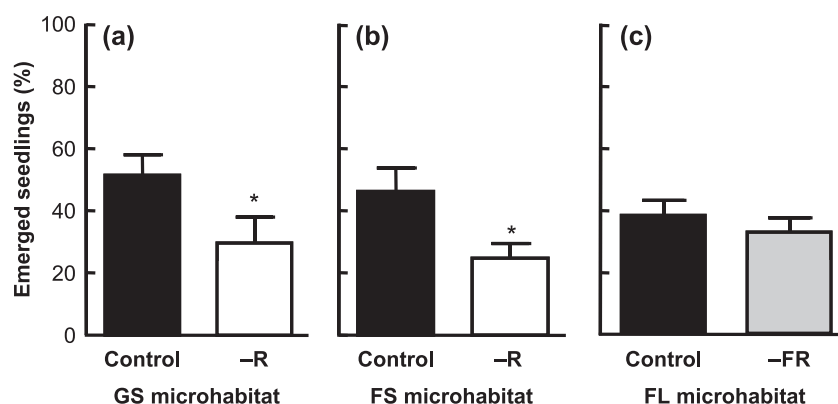 Emerged seedlings (%)
100
80
60
40
20
0
(a)
*
Control
–R
GS microhabitat
(b)
*
Control
–R
FS microhabitat
(c)
Control
–FR
FL microhabitat